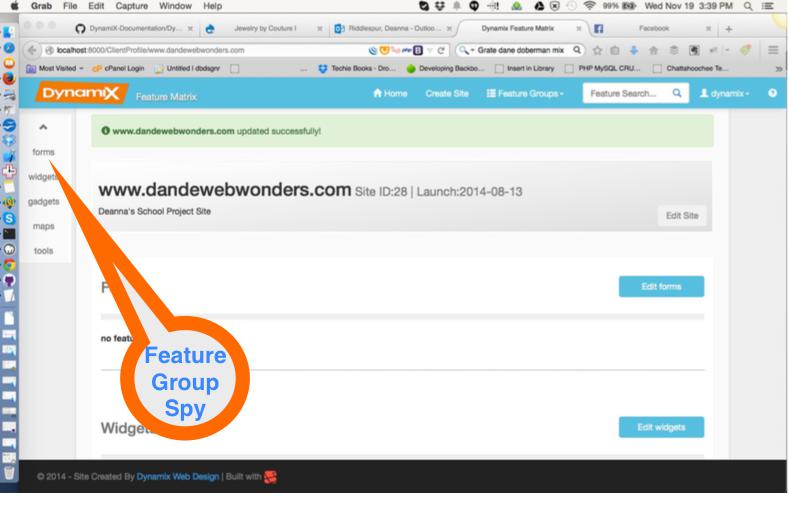 Grab File Edit Capture Window Help 99% Wed Nov 19 3:39 PM
DynamiX-Documentation/Dy... Jewelry by Couture I Riddlespur, Deanna - Outloo... Dynamix Feature Matrix Facebook
localhost:8000/ClientProfile/www.dandewebwonders.com Grate dane doberman mix
Most Visited cPanel Login Untitled I dbdsgnr ... Techie Books - Dro... Developing Backbo... Insert in Library PHP MySQL CRU... Chattahoochee Te... »
DynamiX Feature Matrix Home Create Site Feature Groups Feature Search... dynamix
www.dandewebwonders.com updated successfully!
forms
widgets
gadgets
maps
tools
www.dandewebwonders.com Site ID:28 | Launch:2014-08-13
Deanna's School Project Site
Edit Site
F
Edit forms
no feat
Feature
Group
Spy
Widget
Edit widgets
© 2014 - Site Created By Dynamix Web Design | Built with